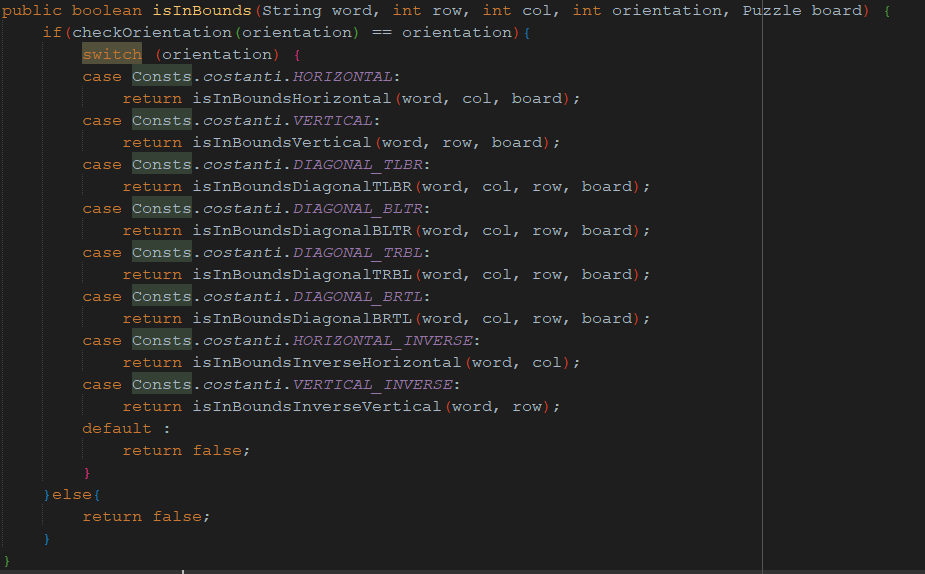 public boolean isInBounds(String word, int row, int col, int orientation, Puzzle board) {
    if(checkOrientation(orientation) == orientation){
        switch (orientation) {
        case Consts.costanti.HORIZONTAL:
            return isInBoundsHorizontal(word, col, board);
        case Consts.costanti.VERTICAL:
            return isInBoundsVertical(word, row, board);
        case Consts.costanti.DIAGONAL_TLBR:
            return isInBoundsDiagonalTLBR(word, col, row, board);
        case Consts.costanti.DIAGONAL_BLTR:
            return isInBoundsDiagonalBLTR(word, col, row, board);
        case Consts.costanti.DIAGONAL_TRBL:
            return isInBoundsDiagonalTRBL(word, col, row, board);
        case Consts.costanti.DIAGONAL_BRTL:
            return isInBoundsDiagonalBRTL(word, col, row, board);
        case Consts.costanti.HORIZONTAL_INVERSE:
            return isInBoundsInverseHorizontal(word, col);
        case Consts.costanti.VERTICAL_INVERSE:
            return isInBoundsInverseVertical(word, row);
        default :
            return false;
        }
    }else{
        return false;
    }
}